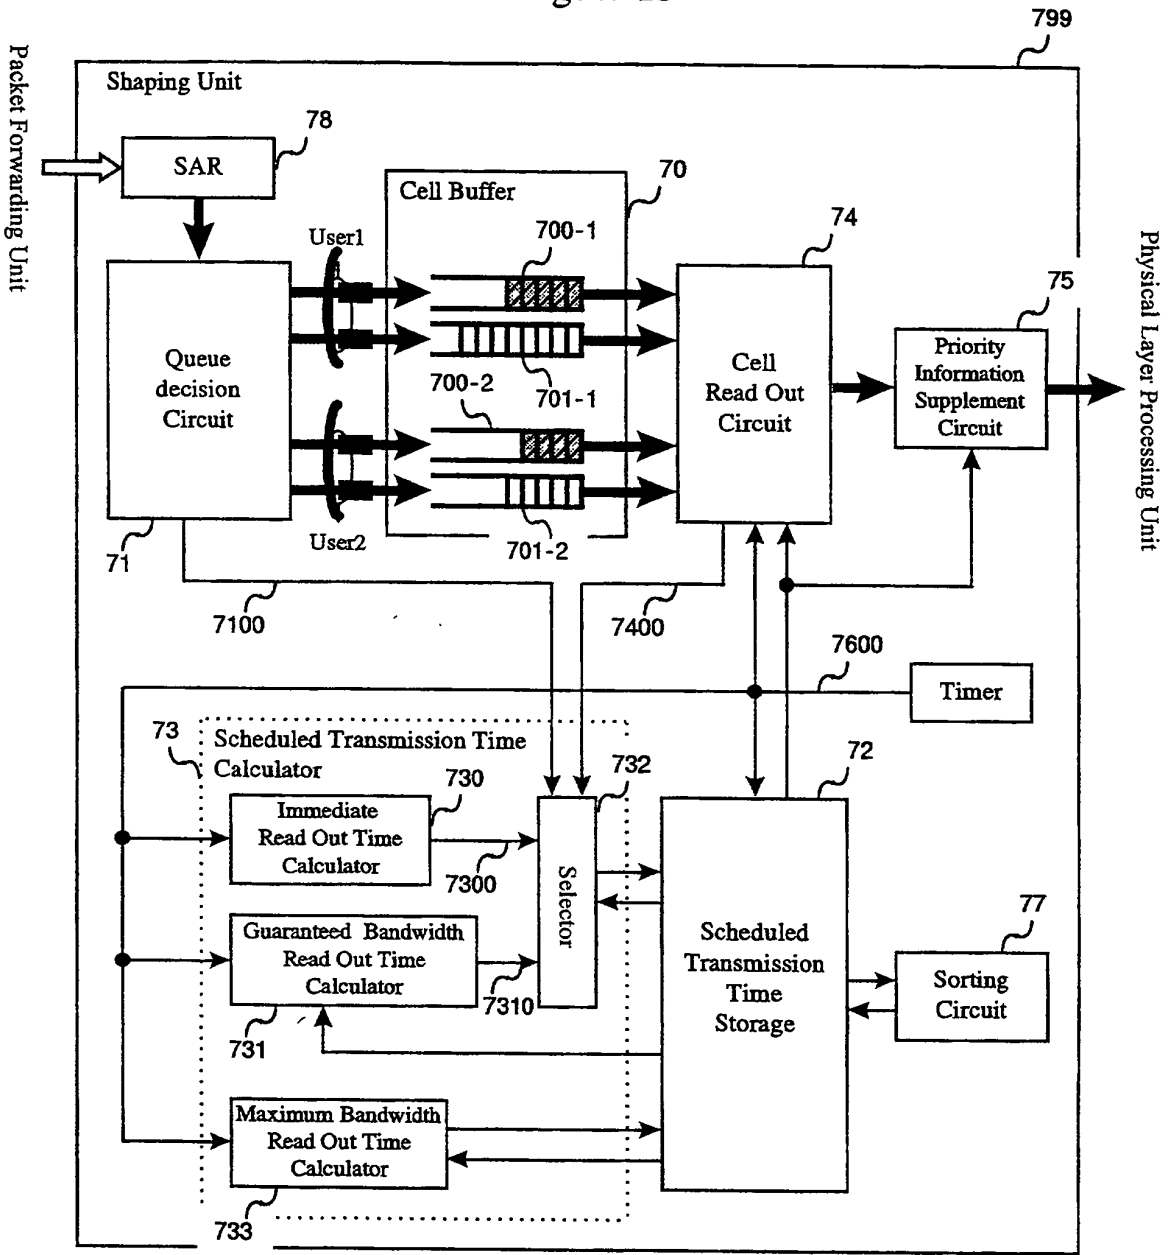 799
Packet Forwarding Unit
Shaping Unit
SAR
78
Cell Buffer
70
User1
700-1
74
Queue
decision
Circuit
Cell
Read Out
Circuit
75
Priority
Information
Supplement
Circuit
Physical Layer Processing Unit
700-2
701-1
701-2
User2
71
7100
7400
7600
Timer
73
Scheduled Transmission Time
Calculator
732
72
Immediate
Read Out Time
Calculator
730
7300
Selector
Guaranteed Bandwidth
Read Out Time
Calculator
7310
731
Scheduled
Transmission
Time
Storage
77
Sorting
Circuit
Maximum Bandwidth
Read Out Time
Calculator
733